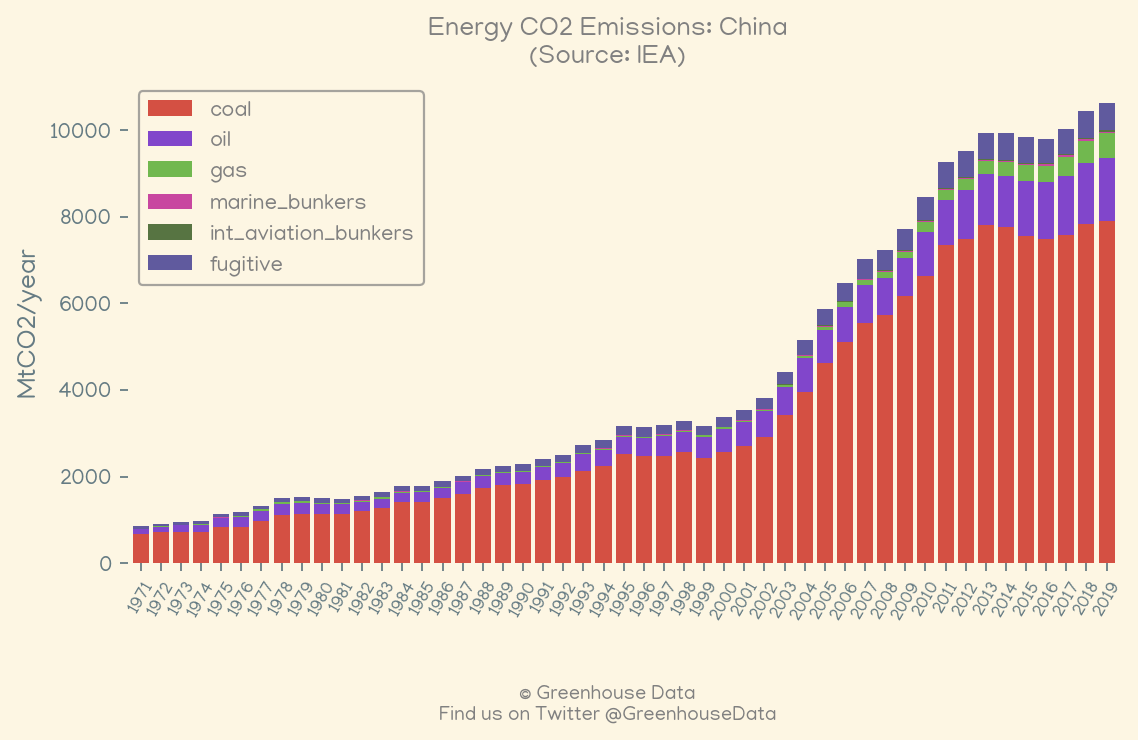 Energy CO2 Emissions: China
(Source: IEA)
coal
oil
gas
marine_bunkers
int_aviation_bunkers
fugitive
MtCO2/year
10000
8000
6000
4000
2000
0
1971 1972 1973 1974 1975 1976 1977 1978 1979 1980 1981 1982 1983 1984 1985 1986 1987 1988 1989 1990 1991 1992 1993 1994 1995 1996 1997 1998 1999 2000 2001 2002 2003 2004 2005 2006 2007 2008 2009 2010 2011 2012 2013 2014 2015 2016 2017 2018 2019
© Greenhouse Data
Find us on Twitter @GreenhouseData